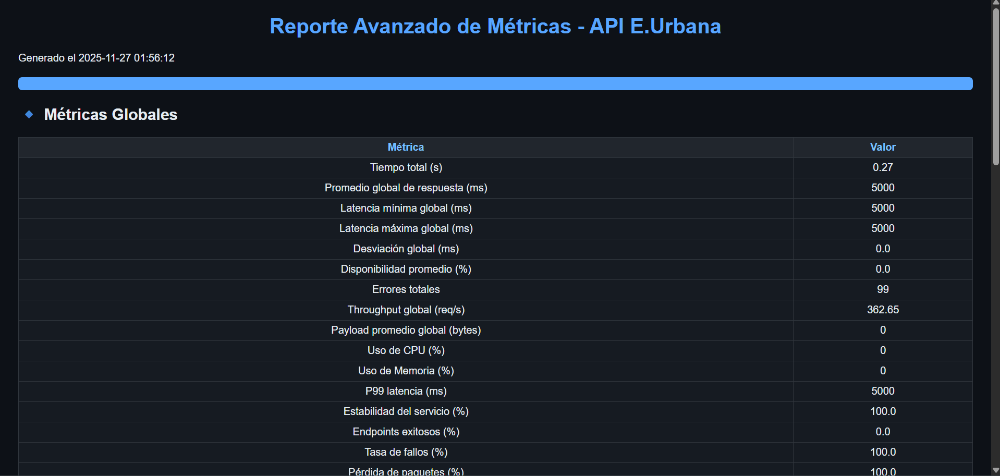 Reporte Avanzado de Métricas - API E.Urbana
Generado el 2025-11-27 01:56:12
Métricas Globales
Métrica Valor
Tiempo total (s) 0.27
Promedio global de respuesta (ms) 5000
Latencia mínima global (ms) 5000
Latencia máxima global (ms) 5000
Desviación global (ms) 0.0
Disponibilidad promedio (%) 0.0
Errores totales 99
Throughput global (req/s) 362.65
Payload promedio global (bytes) 0
Uso de CPU (%) 0
Uso de Memoria (%) 0
P99 latencia (ms) 5000
Estabilidad del servicio (%) 100.0
Endpoints exitosos (%) 0.0
Tasa de fallos (%) 100.0
Pérdida de paquetes (%) 100.0